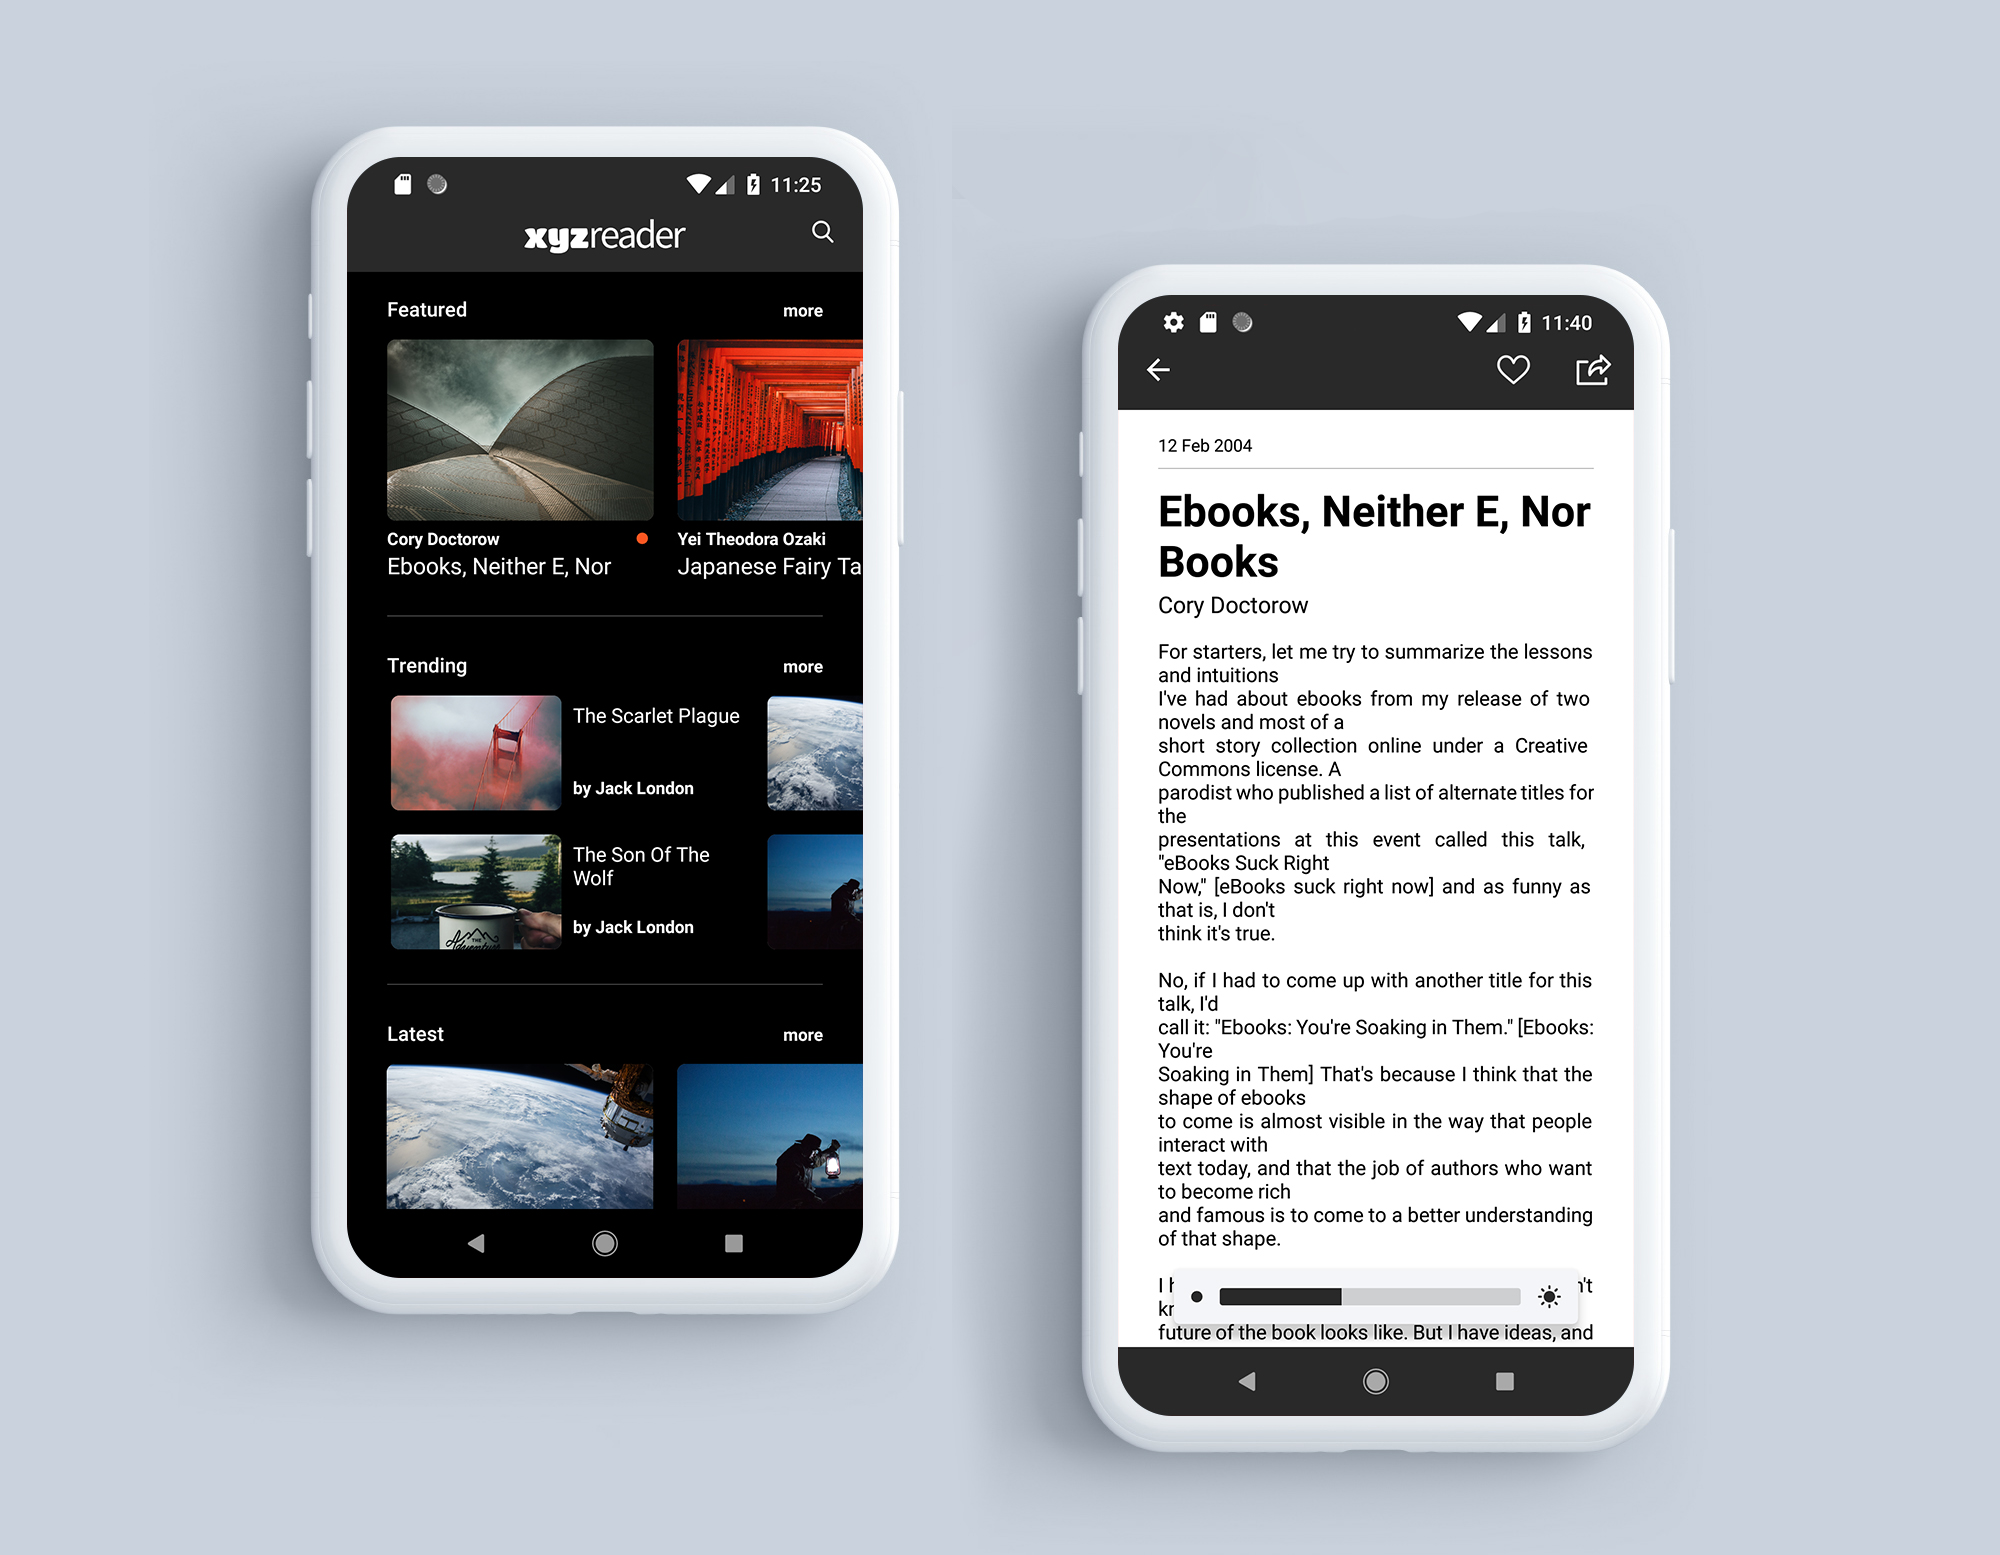 11:25
xyzreader
Featured
more
Cory Doctorow
Ebooks, Neither E, Nor
Yei Theodora Ozaki
Japanese Fairy Ta
Trending
more
The Scarlet Plague
by Jack London
The Son Of The
Wolf
by Jack London
THE
Adventure
Latest
more
11:40
12 Feb 2004
Ebooks, Neither E, Nor
Books
Cory Doctorow
For starters, let me try to summarize the lessons
and intuitions
I've had about ebooks from my release of two
novels and most of a
short story collection online under a Creative
Commons license. A
parodist who published a list of alternate titles for
the
presentations at this event called this talk,
"eBooks Suck Right
Now," [eBooks suck right now] and as funny as
that is, I don't
think it's true.
No, if I had to come up with another title for this
talk, I'd
call it: "Ebooks: You're Soaking in Them." [Ebooks:
You're
Soaking in Them] That's because I think that the
shape of ebooks
to come is almost visible in the way that people
interact with
text today, and that the job of authors who want
to become rich
and famous is to come to a better understanding
of that shape.
I
future of the book looks like. But I have ideas, and